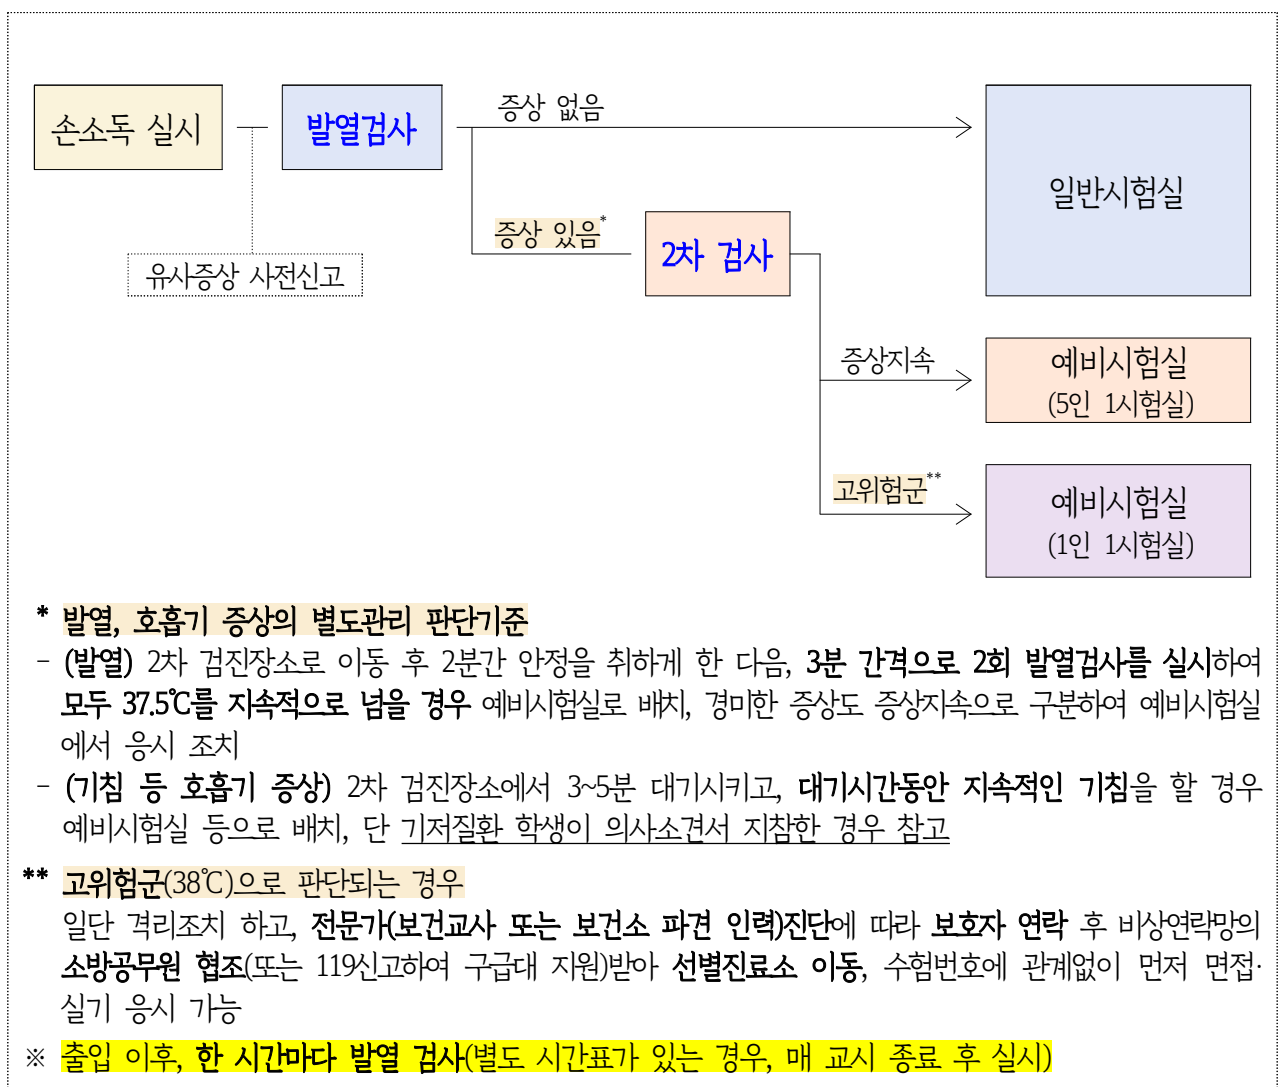 손소독 실시
발열검사
증상 없음
일반시험실
증상 있음*
2차 검사
유사증상 사전신고
증상지속
예비시험실
(5인 1시험실)
고위험군**
예비시험실
(1인 1시험실)
* 발열, 호흡기 증상의 별도관리 판단기준
- (발열) 2차 검진장소로 이동 후 2분간 안정을 취하게 한 다음, 3분 간격으로 2회 발열검사를 실시하여
모두 37.5℃를 지속적으로 넘을 경우 예비시험실로 배치, 경미한 증상도 증상지속으로 구분하여 예비시험실
에서 응시 조치
- (기침 등 호흡기 증상) 2차 검진장소에서 3~5분 대기시키고, 대기시간동안 지속적인 기침을 할 경우
예비시험실 등으로 배치, 단 기저질환 학생이 의사소견서 지참한 경우 참고
** 고위험군(38℃)으로 판단되는 경우
일단 격리조치 하고, 전문가(보건교사 또는 보건소 파견 인력)진단에 따라 보호자 연락 후 비상연락망의
소방공무원 협조(또는 119신고하여 구급대 지원)받아 선별진료소 이동, 수험번호에 관계없이 먼저 면접·
실기 응시 가능
※ 출입 이후, 한 시간마다 발열 검사(별도 시간표가 있는 경우, 매 교시 종료 후 실시)